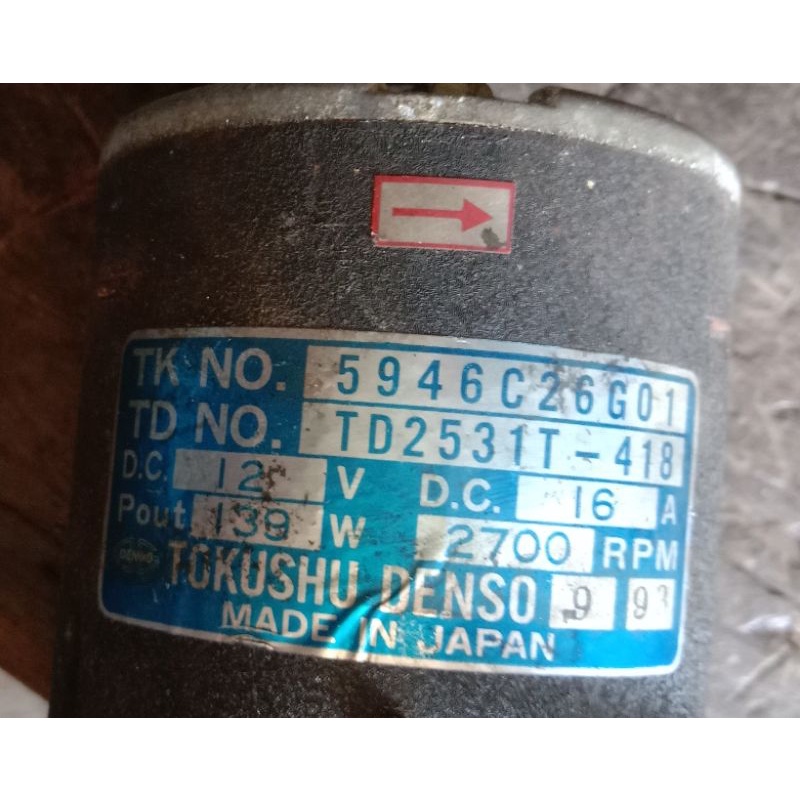 TK NO. 5946C26G01
TD NO. TD2531T-418
D.C. 12 V D.C. 16 A
Pout 139 W 2700 RPM
TOKUSHU DENSO 9 93
MADE IN JAPAN